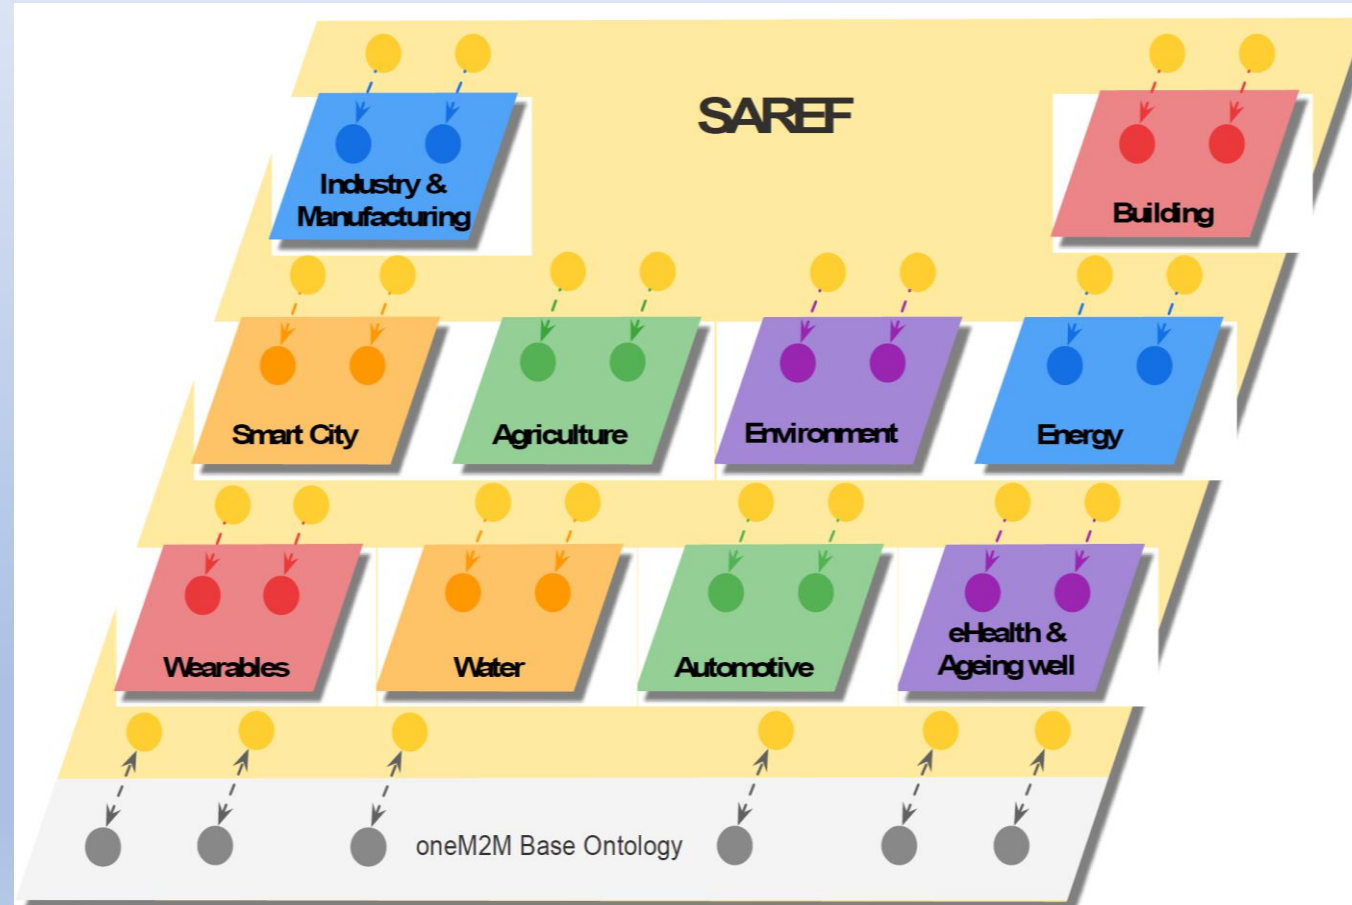 SAREF
Industry &
Manufacturing
Building
Smart City
Agriculture
Environment
Energy
Wearables
Water
Automotive
eHealth &
Ageing well
oneM2M Base Ontology